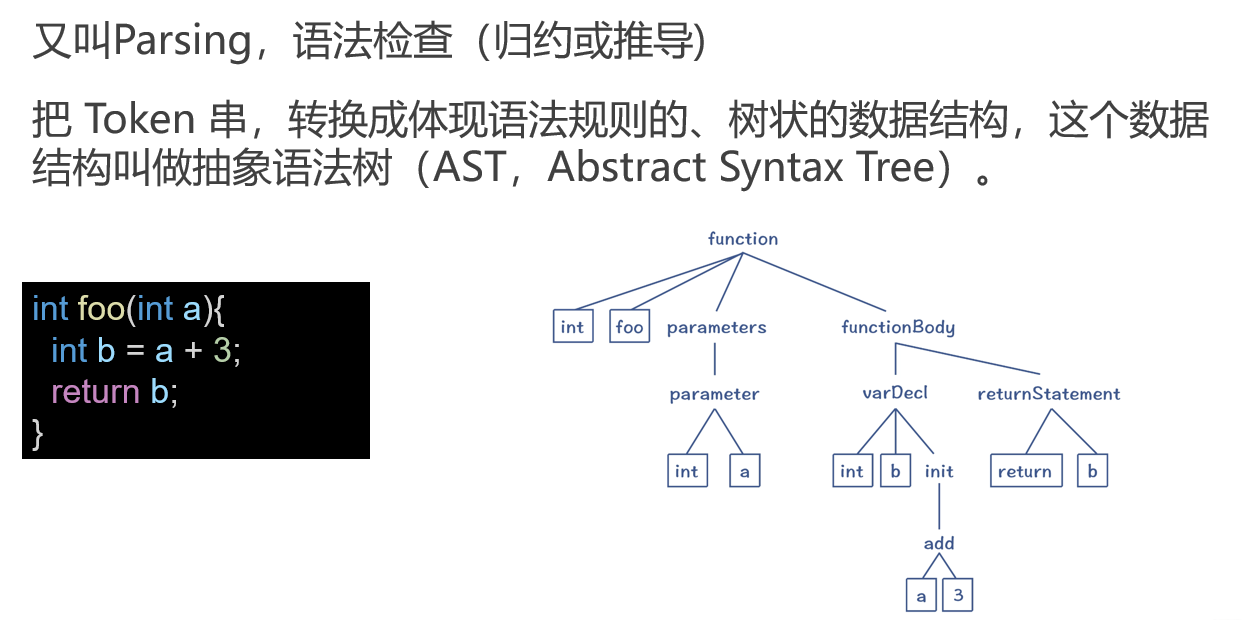 又叫Parsing，语法检查（归约或推导)
把 Token 串，转换成体现语法规则的、树状的数据结构，这个数据
结构叫做抽象语法树（AST，Abstract Syntax Tree）。
int foo(int a){
int b = a + 3;
return b;
}
function
int foo parameters functionBody
parameter varDecl returnStatement
int a int b init return b
add
a 3